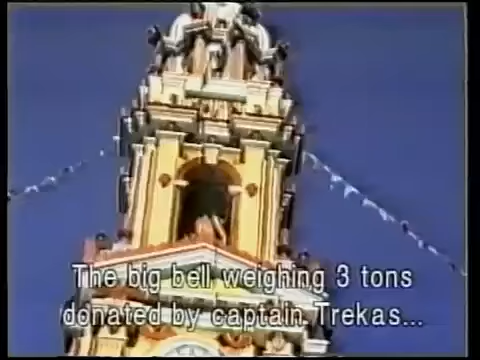 The big bell weighing 3 tons
donated by captain Trekas...